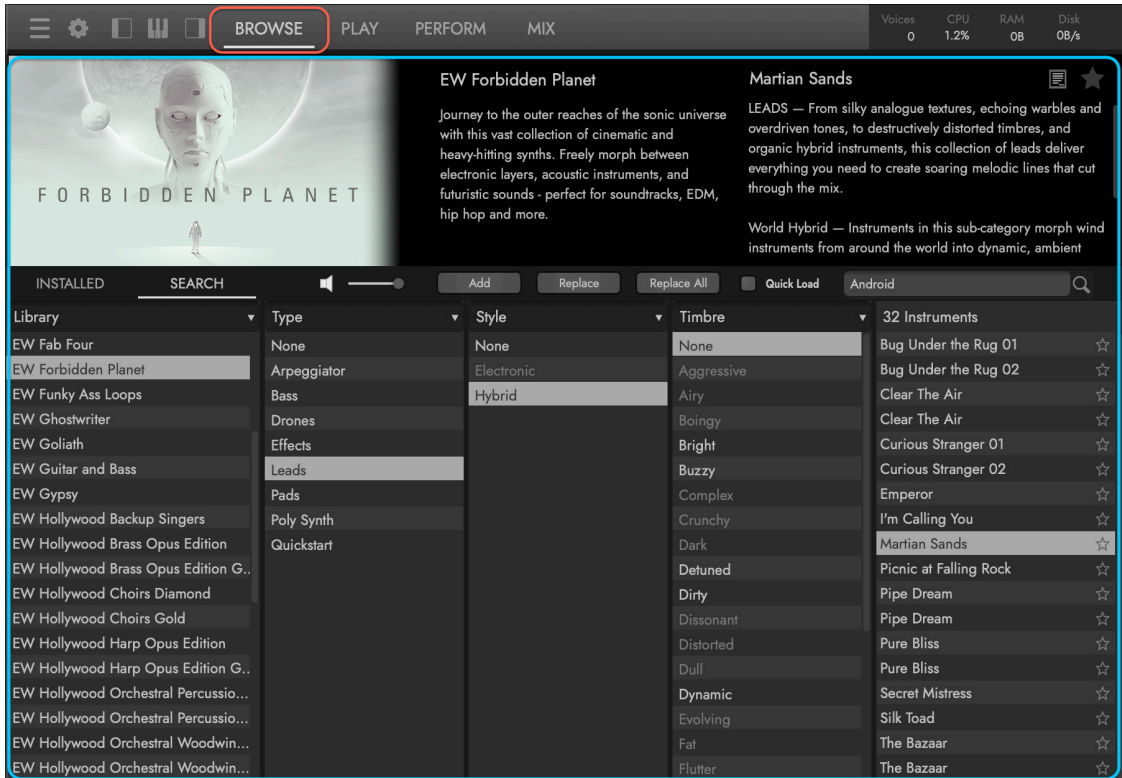 BROWSE
PLAY
PERFORM
MIX
Voices
0
CPU
1.2%
RAM
0B
Disk
0B/s
FORBIDDEN PLANET
EW Forbidden Planet
Journey to the outer reaches of the sonic universe
with this vast collection of cinematic and
heavy-hitting synths. Freely morph between
electronic layers, acoustic instruments, and
futuristic sounds - perfect for soundtracks, EDM,
hip hop and more.
Martian Sands
LEADS — From silky analogue textures, echoing warbles and
overdriven tones, to destructively distorted timbres, and
organic hybrid instruments, this collection of leads deliver
everything you need to create soaring melodic lines that cut
through the mix.
World Hybrid — Instruments in this sub-category morph wind
instruments from around the world into dynamic, ambient
INSTALLED
SEARCH
Add
Replace
Replace All
Quick Load
Android
Library
EW Fab Four
EW Forbidden Planet
EW Funky Ass Loops
EW Ghostwriter
EW Goliath
EW Guitar and Bass
EW Gypsy
EW Hollywood Backup Singers
EW Hollywood Brass Opus Edition
EW Hollywood Brass Opus Edition G..
EW Hollywood Choirs Diamond
EW Hollywood Choirs Gold
EW Hollywood Harp Opus Edition
EW Hollywood Harp Opus Edition G..
EW Hollywood Orchestral Percussio...
EW Hollywood Orchestral Percussio...
EW Hollywood Orchestral Woodwin...
EW Hollywood Orchestral Woodwin...
Type
None
Arpeggiator
Bass
Drones
Effects
Leads
Pads
Poly Synth
Quickstart
Style
None
Electronic
Hybrid
Timbre
None
Aggressive
Airy
Boingy
Bright
Buzzy
Complex
Crunchy
Dark
Detuned
Dirty
Dissonant
Distorted
Dull
Dynamic
Evolving
Fat
Flutter
32 Instruments
Bug Under the Rug 01
Bug Under the Rug 02
Clear The Air
Clear The Air
Curious Stranger 01
Curious Stranger 02
Emperor
I'm Calling You
Martian Sands
Picnic at Falling Rock
Pipe Dream
Pipe Dream
Pure Bliss
Pure Bliss
Secret Mistress
Silk Toad
The Bazaar
The Bazaar